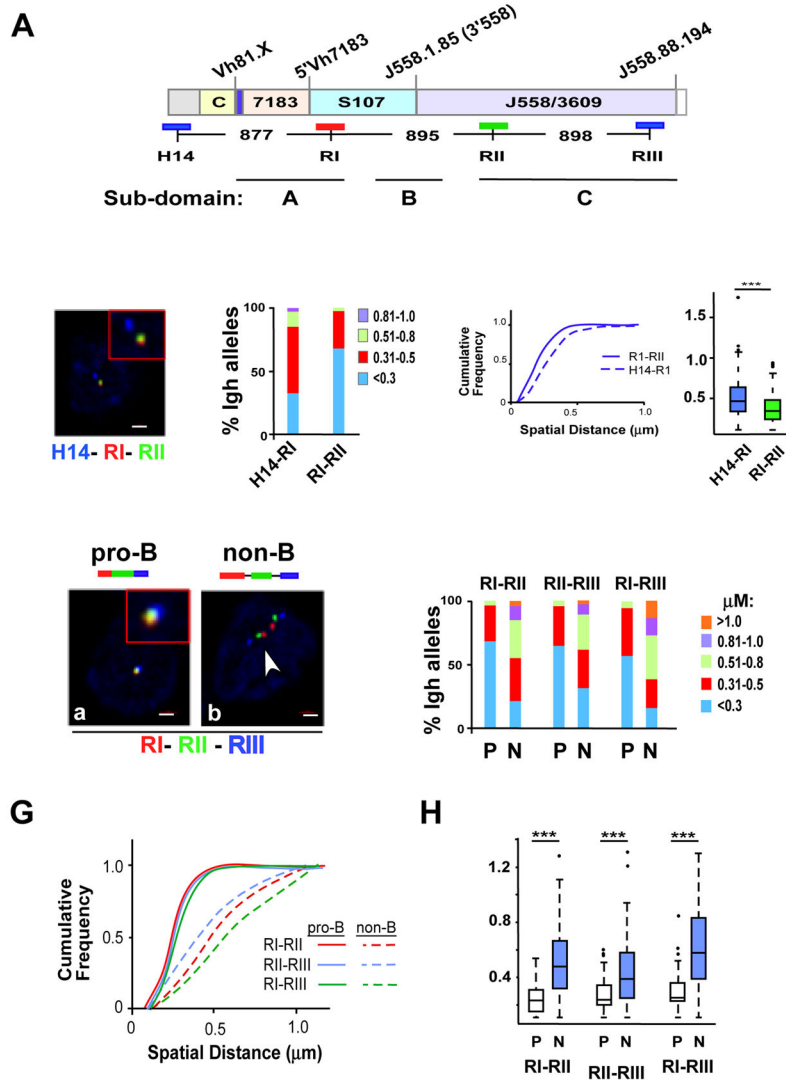 A
Vh81.X
5'Vh7183
J558.1.85 (3'558)
J558.88.194
C
7183
S107
J558/3609
877
895
898
H14
RI
RII
RIII
Sub-domain:
A
B
C
H14- RI- RII
% Igh alleles
100
50
0
H14-RI
RI-RII
0.81-1.0
0.51-0.8
0.31-0.5
<0.3
Cumulative
Frequency
1.0
0.5
0
0
0.5
1.0
R1-RII
H14-R1
Spatial Distance (μm)
***
1.5
1.0
0.5
H14-RI
RI-RII
pro-B
non-B
a
b
RI- RII - RIII
RI-RII
RII-RIII
RI-RIII
% Igh alleles
100
50
0
P
N
P
N
P
N
μM:
>1.0
0.81-1.0
0.51-0.8
0.31-0.5
<0.3
G
Cumulative
Frequency
1.0
0.5
0
0
0.5
1.0
pro-B
non-B
RI-RII
RII-RIII
RI-RIII
Spatial Distance (μm)
H
***
***
***
1.2
0.8
0.4
P
N
P
N
P
N
RI-RII
RII-RIII
RI-RIII